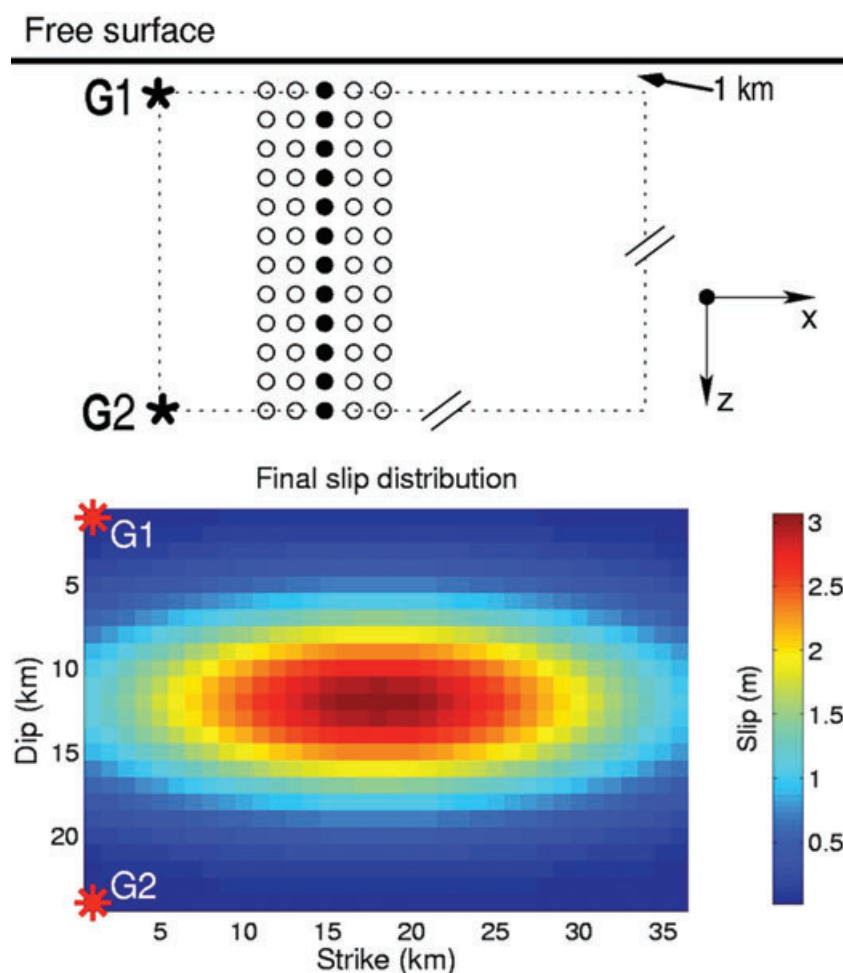 Free surface
G1
1 km
x
G2
z
Final slip distribution
G1
G2
Dip (km)
5
10
15
20
5 10 15 20 25 30 35
Strike (km)
3
2.5
2
1.5
1
0.5
Slip (m)